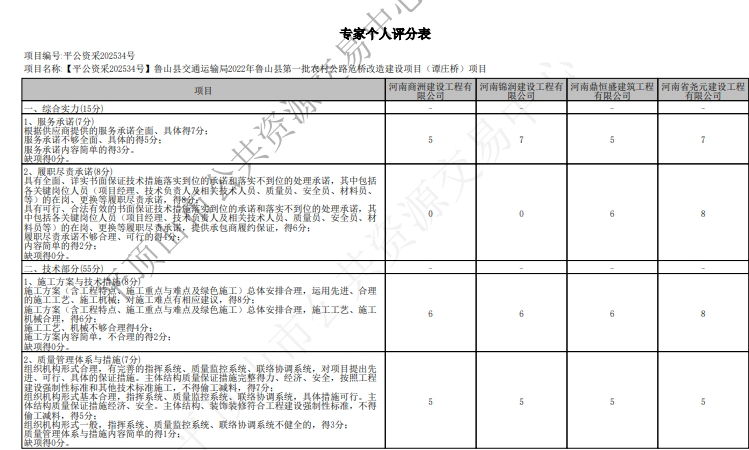 专家个人评分表
项目编号:平公资采202534号
项目名称:【平公资采202534号】鲁山县交通运输局2022年鲁山县第一批农村公路危桥改造建设项目（谭庄桥）项目
项目 河南商洲建设工程有限公司 河南锦润建设工程有限公司 河南鼎恒盛建筑工程有限公司 河南省尧元建设工程有限公司
一、综合实力(15分) - - - -
1、服务承诺(7分)
根据供应商提供的服务承诺全面、具体得7分;
服务承诺不够全面、具体的得5分;
服务承诺内容简单的得3分。
缺项得0分。
5 7 5 7
2、履职尽责承诺(8分)
具有全面、详实书面保证技术措施落实到位的承诺和落实不到位的处理承诺，其中包括
各关键岗位人员（项目经理、技术负责人及相关技术人员、质量员、安全员、材料员、
等）的在岗、更换等履职尽责承诺，得8分;
具有可行、合法有效的书面保证技术措施落实到位的承诺和落实不到位的处理承诺，其
中包括各关键岗位人员（项目经理、技术负责人及相关技术人员、质量员、安全员、材
料员等）的在岗、更换等履职尽责承诺，提供承包商履约的保证，得6分;
履职尽责承诺不够合理、可行的得4分;
内容简单的得2分;
缺项得0分。
0 0 6 8
二、技术部分(55分) - - - -
1、施工方案与技术措施(8分)
施工方案（含工程特点、施工重点与难点及绿色施工）总体安排合理，运用先进、合理
的施工工艺、施工机械；对施工难点有相应建议，得8分;
施工方案（含工程特点、施工重点与难点及绿色施工）总体安排合理，施工工艺、施工
机械合理，得6分;
施工工艺、机械不够合理得4分;
施工方案内容简单，不合理的得2分;
缺项得0分。
6 6 6 8
2、质量管理体系与措施(7分)
组织机构形式合理，有完善的指挥系统、质量监控系统、联络协调系统，对项目提出先
进、可行、具体的保证措施。主体结构质量保证措施完整得力、经济、安全，按照工程
建设强制性标准和其他技术标准施工，不得偷工减料，得7分;
组织机构形式基本合理，指挥系统、质量监控系统、联络协调系统，具体措施可行。主
体结构质量保证措施经济、安全。主体结构、装饰装修符合工程建设强制性标准，不得
偷工减料，得5分;
组织机构形式一般，指挥系统、质量监控系统、联络协调系统不健全的，得3分;
质量管理体系与措施内容简单的得1分;
缺项得0分。
5 5 5 5
平顶山市公共资源交易中心